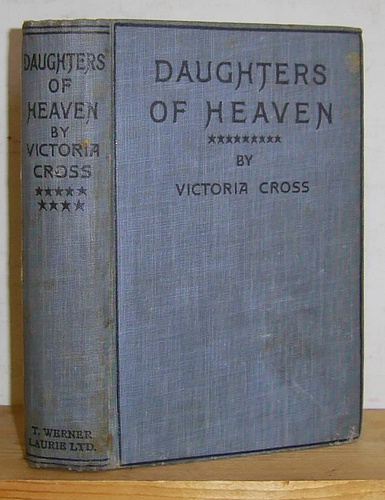 DAUGHTERS
OF
HEAVEN
BY
VICTORIA
CROSS
★★★★★
★★★★
T. WERNER
LAURIE LTD.
DAUGHTERS
OF HEAVEN
★★★★★★★★★
BY
VICTORIA CROSS